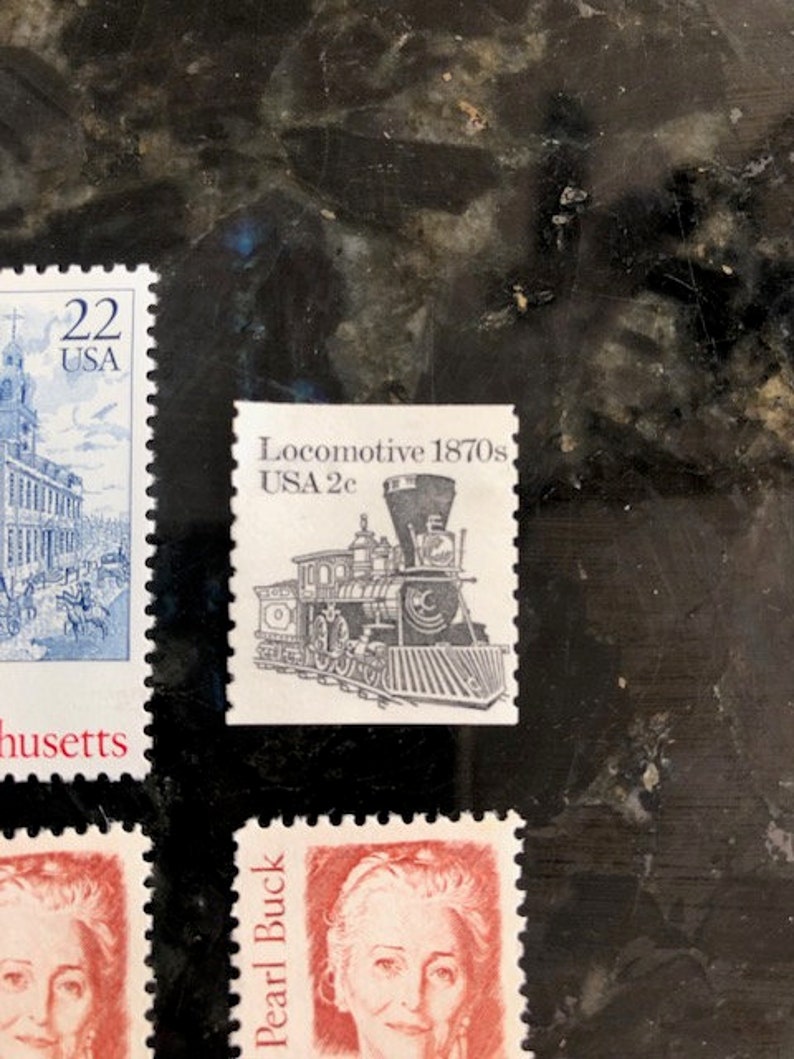 22
USA
Locomotive 1870s
USA 2c
husetts
Pearl Buck